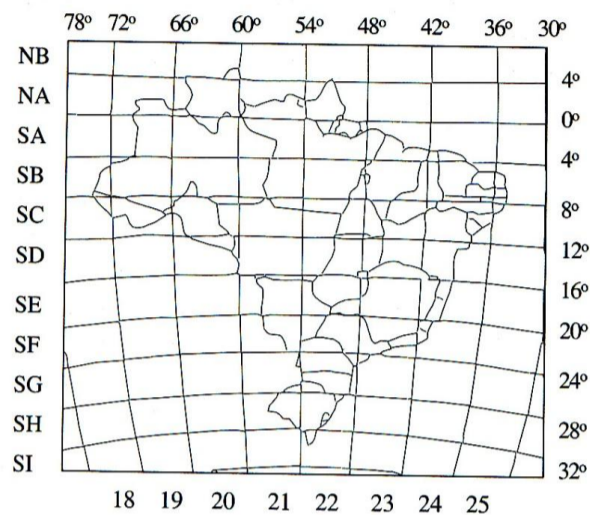 78º 72º 66º 60º 54º 48º 42º 36º 30º
NB
4º
NA
0º
SA
4º
SB
8º
SC
12º
SD
16º
SE
20º
SF
24º
SG
28º
SH
32º
SI
18 19 20 21 22 23 24 25